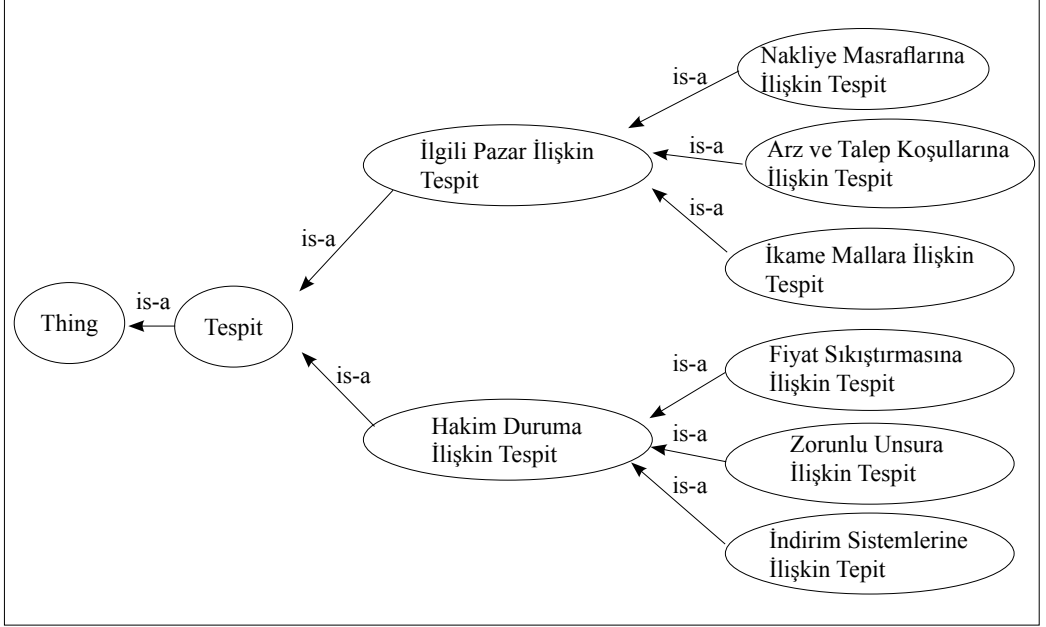 Nakliye Masraflarına
İlişkin Tespit
is-a
İlgili Pazar İlişkin
Tespit
is-a
Arz ve Talep Koşullarına
İlişkin Tespit
is-a
İkame Mallara İlişkin
Tespit
is-a
Thing
is-a
Tespit
is-a
Hakim Duruma
İlişkin Tespit
is-a
Fiyat Sıkıştırmasına
İlişkin Tespit
is-a
Zorunlu Unsura
İlişkin Tespit
is-a
İndirim Sistemlerine
İlişkin Tepit